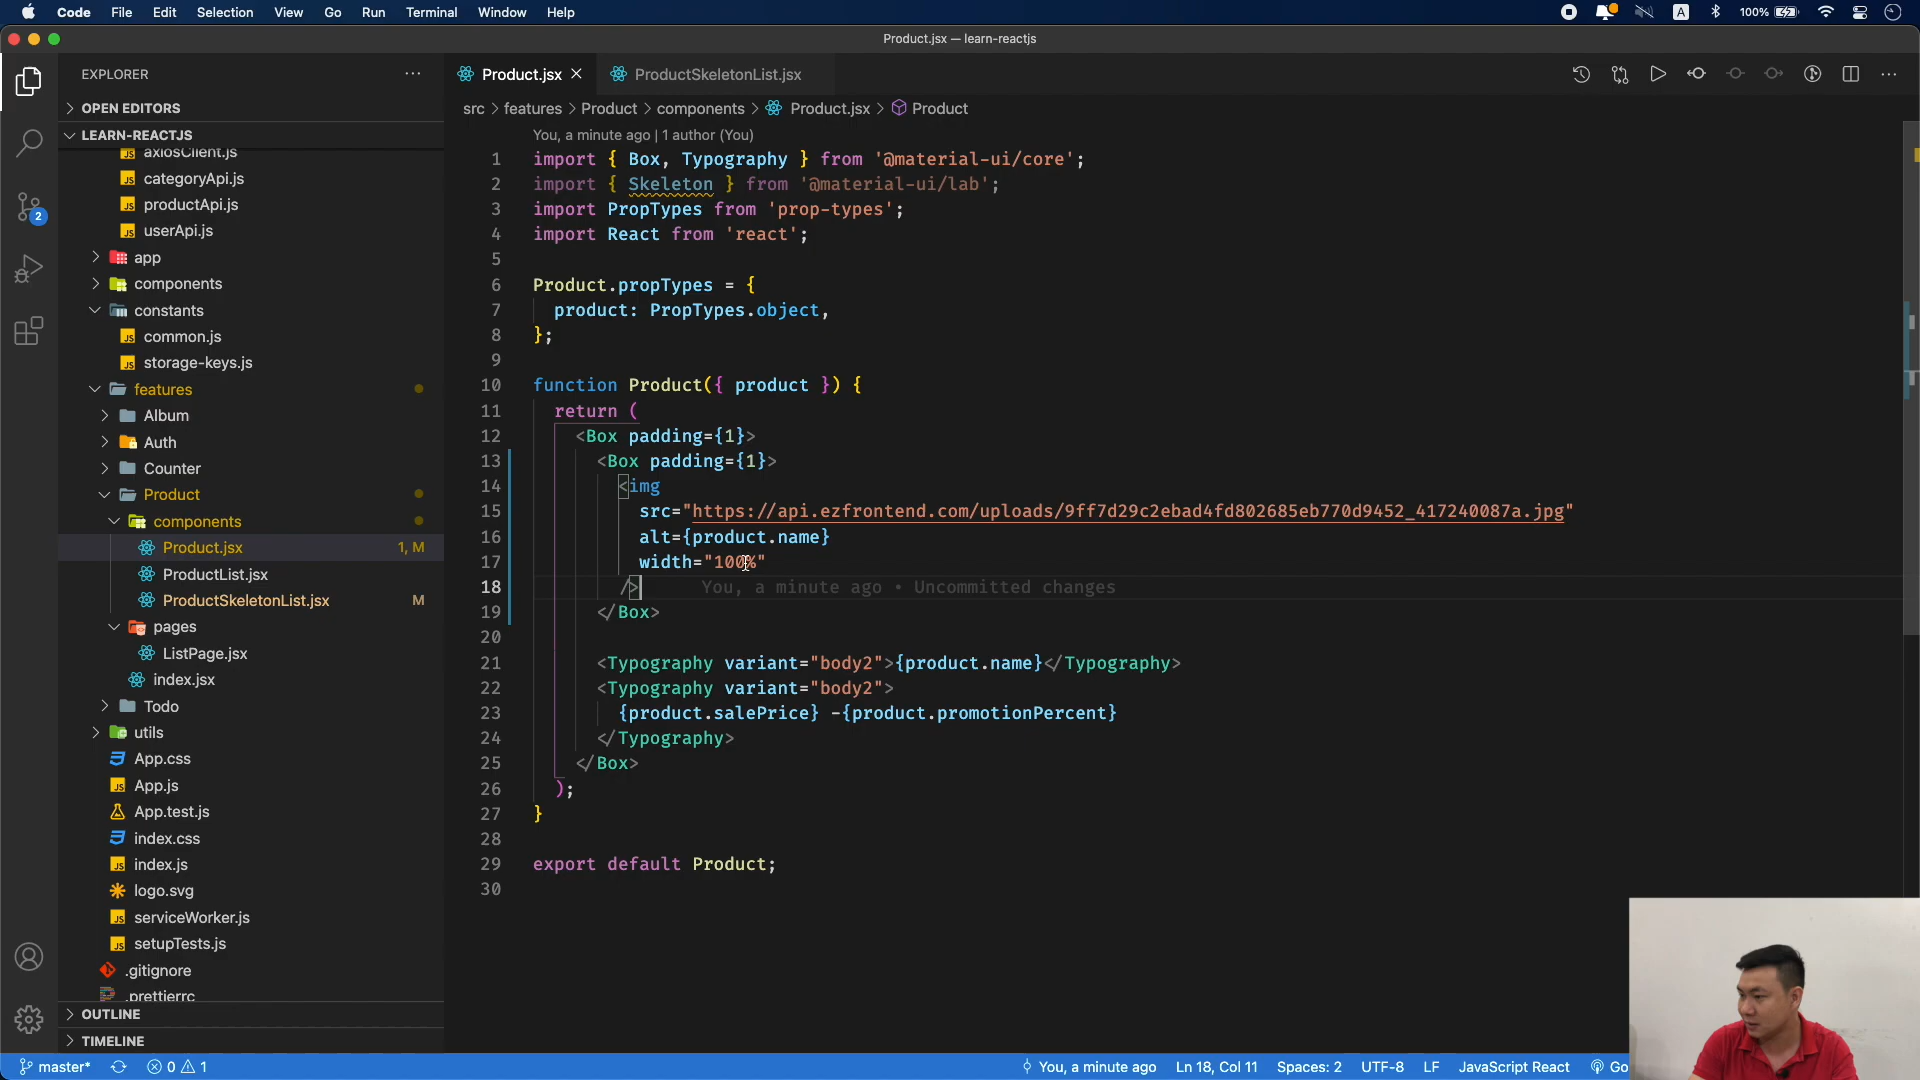 Code File Edit Selection View Go Run Terminal Window Help
A 100%
Product.jsx — learn-reactjs
EXPLORER
Product.jsx
ProductSkeletonList.jsx
OPEN EDITORS
LEARN-REACTJS
axiosClient.js
categoryApi.js
productApi.js
userApi.js
app
components
constants
common.js
storage-keys.js
features
Album
Auth
Counter
Product
components
Product.jsx 1, M
ProductList.jsx
ProductSkeletonList.jsx M
pages
ListPage.jsx
index.jsx
Todo
utils
App.css
App.js
App.test.js
index.css
index.js
logo.svg
serviceWorker.js
setupTests.js
.gitignore
.prettierrc
OUTLINE
TIMELINE
2
src > features > Product > components > Product.jsx > Product
You, a minute ago | 1 author (You)
1 import { Box, Typography } from '@material-ui/core';
2 import { Skeleton } from '@material-ui/lab';
3 import PropTypes from 'prop-types';
4 import React from 'react';
5
6 Product.propTypes = {
7 product: PropTypes.object,
8 };
9
10 function Product({ product }) {
11 return (
12 <Box padding={1}>
13 <Box padding={1}>
14 <img
15 src="https://api.ezfrontend.com/uploads/9ff7d29c2ebad4fd802685eb770d9452_417240087a.jpg"
16 alt={product.name}
17 width="100%"
18 /> You, a minute ago • Uncommitted changes
19 </Box>
20
21 <Typography variant="body2">{product.name}</Typography>
22 <Typography variant="body2">
23 {product.salePrice} -{product.promotionPercent}
24 </Typography>
25 </Box>
26 );
27 }
28
29 export default Product;
30
master* 0 1 You, a minute ago Ln 18, Col 11 Spaces: 2 UTF-8 LF JavaScript React Go